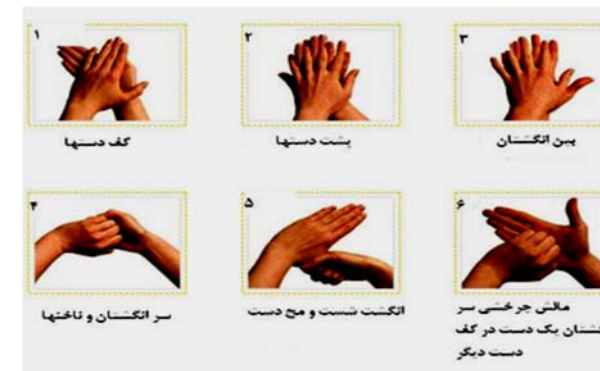 ۱
کف دستها
۲
پشت دستها
۳
بین انگشتان
۴
سر انگشتان و ناخنها
۵
انگشت شست و مچ دست
۶
مالش چرخشی سر
یک دست در کف
دست دیگر